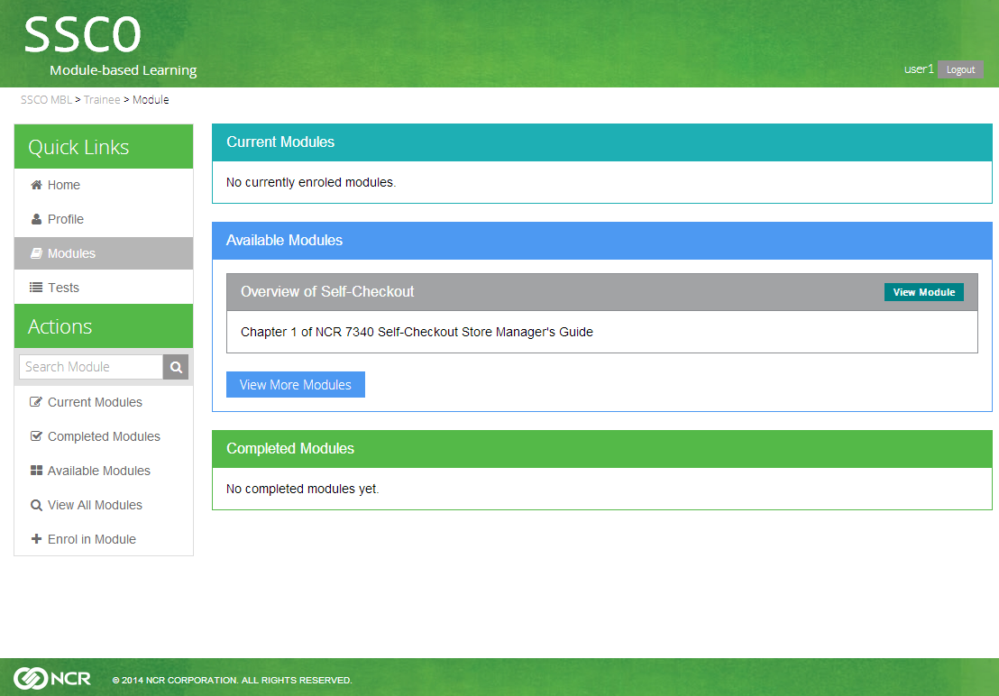 SSCO
Module-based Learning
user1 Logout
SSCO MBL > Trainee > Module
Quick Links
Home
Profile
Modules
Tests
Actions
Search Module
Current Modules
Completed Modules
Available Modules
View All Modules
Enrol in Module
Current Modules
No currently enroled modules.
Available Modules
Overview of Self-Checkout View Module
Chapter 1 of NCR 7340 Self-Checkout Store Manager's Guide
View More Modules
Completed Modules
No completed modules yet.
NCR © 2014 NCR CORPORATION. ALL RIGHTS RESERVED.